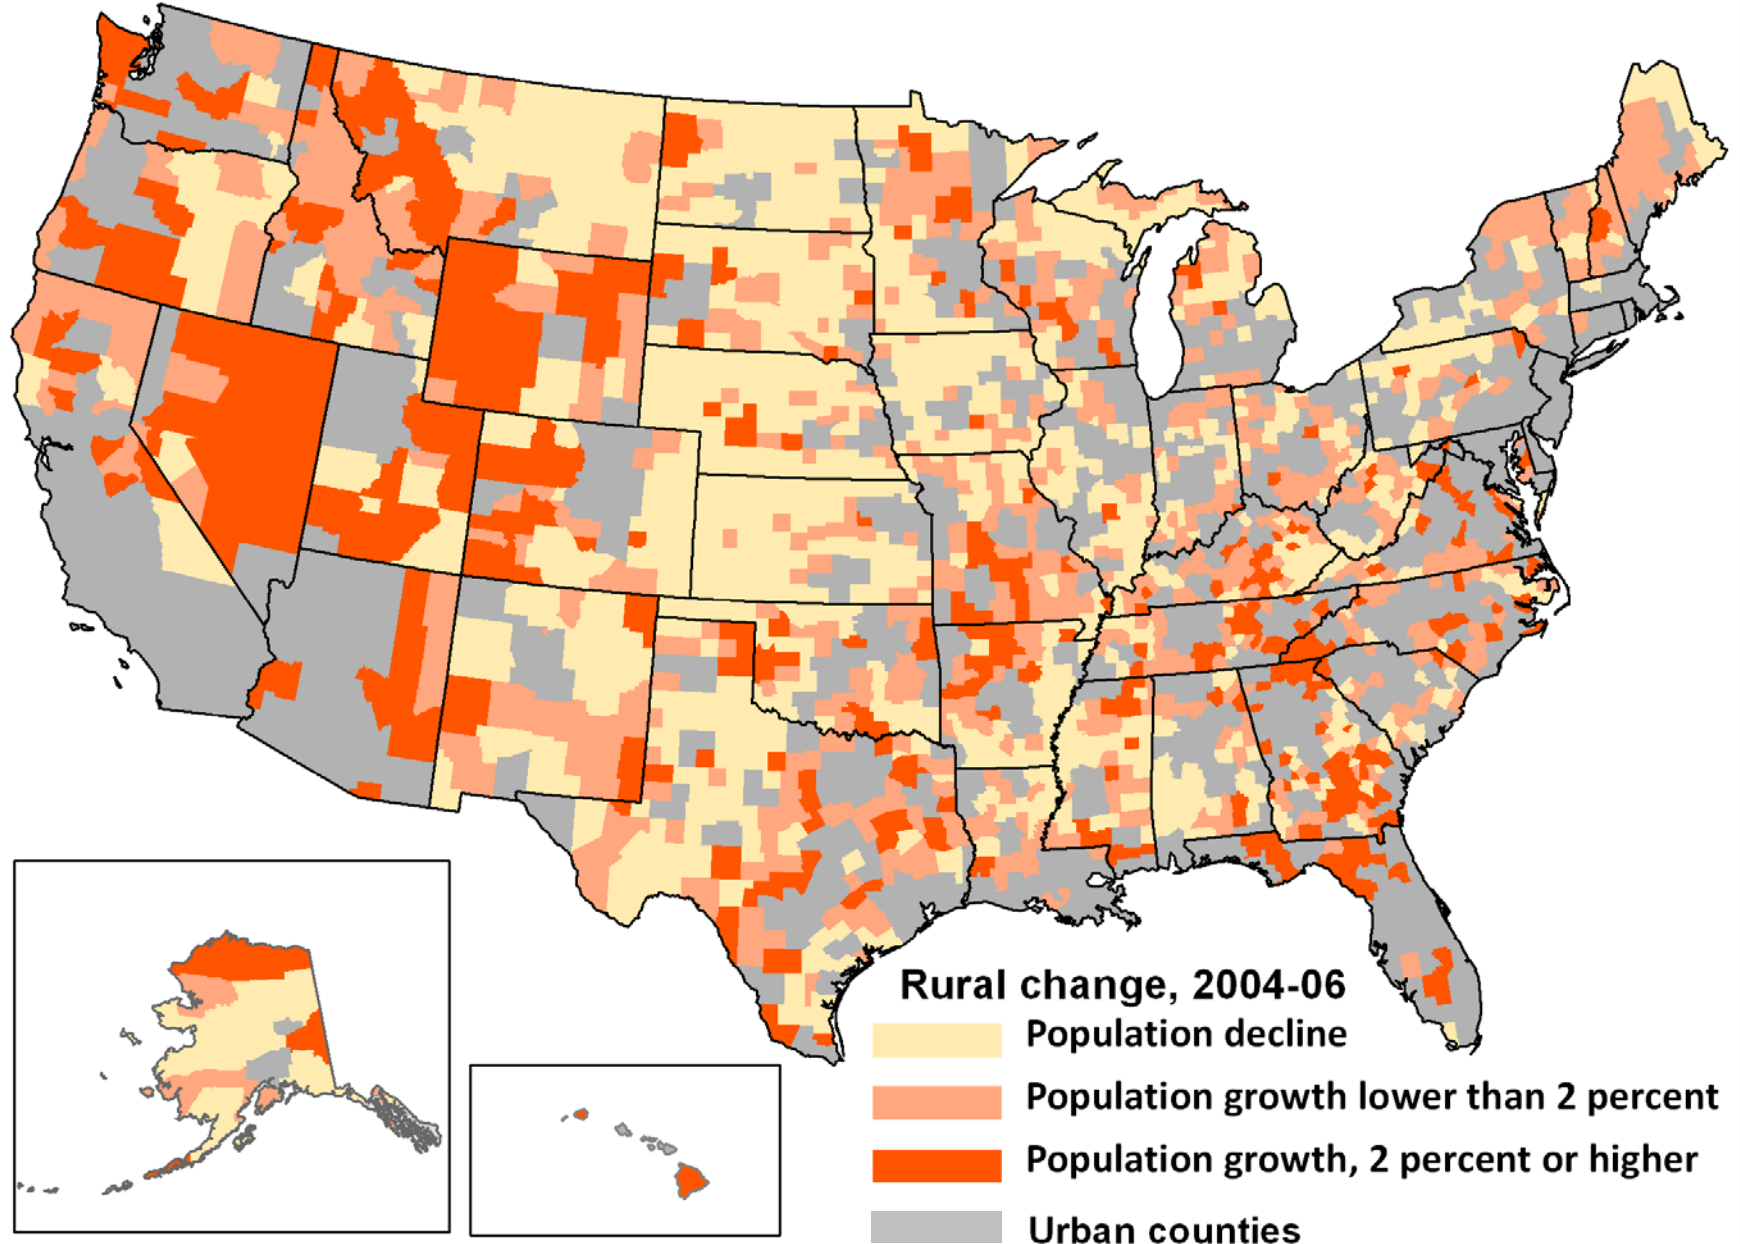 Rural change, 2004-06
Population decline
Population growth lower than 2 percent
Population growth, 2 percent or higher
Urban counties